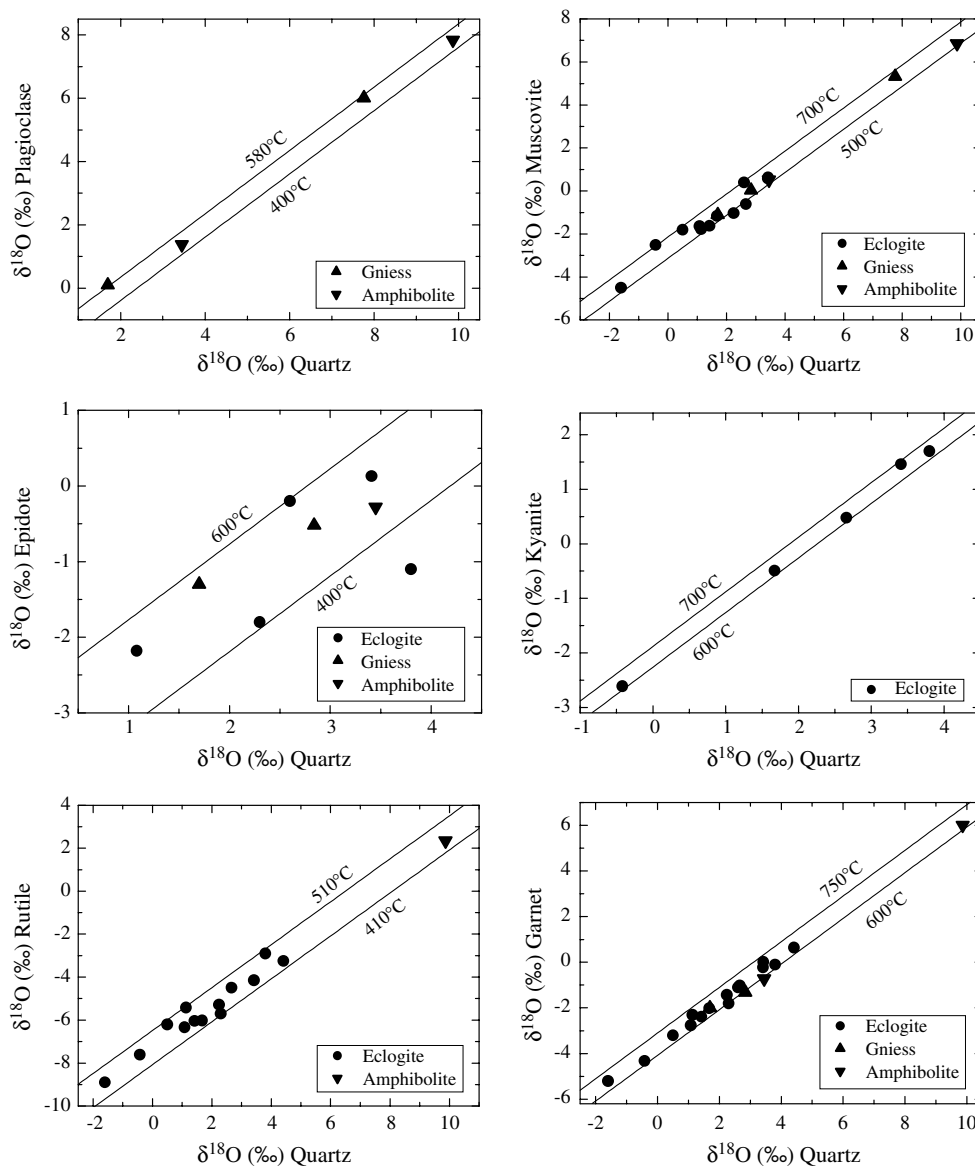 8
6
4
2
0
2 4 6 8 10
δ¹⁸O (‰) Plagioclase
δ¹⁸O (‰) Quartz
580°C
400°C
Gniess
Amphibolite
8
6
4
2
0
-2
-4
-6
-2 0 2 4 6 8 10
δ¹⁸O (‰) Muscovite
δ¹⁸O (‰) Quartz
700°C
500°C
Eclogite
Gniess
Amphibolite
1
0
-1
-2
-3
1 2 3 4
δ¹⁸O (‰) Epidote
δ¹⁸O (‰) Quartz
600°C
400°C
Eclogite
Gniess
Amphibolite
2
1
0
-1
-2
-3
-1 0 1 2 3 4
δ¹⁸O (‰) Kyanite
δ¹⁸O (‰) Quartz
700°C
600°C
Eclogite
4
2
0
-2
-4
-6
-8
-10
-2 0 2 4 6 8 10
δ¹⁸O (‰) Rutile
δ¹⁸O (‰) Quartz
510°C
410°C
Eclogite
Amphibolite
6
4
2
0
-2
-4
-6
-2 0 2 4 6 8 10
δ¹⁸O (‰) Garnet
δ¹⁸O (‰) Quartz
750°C
600°C
Eclogite
Gniess
Amphibolite